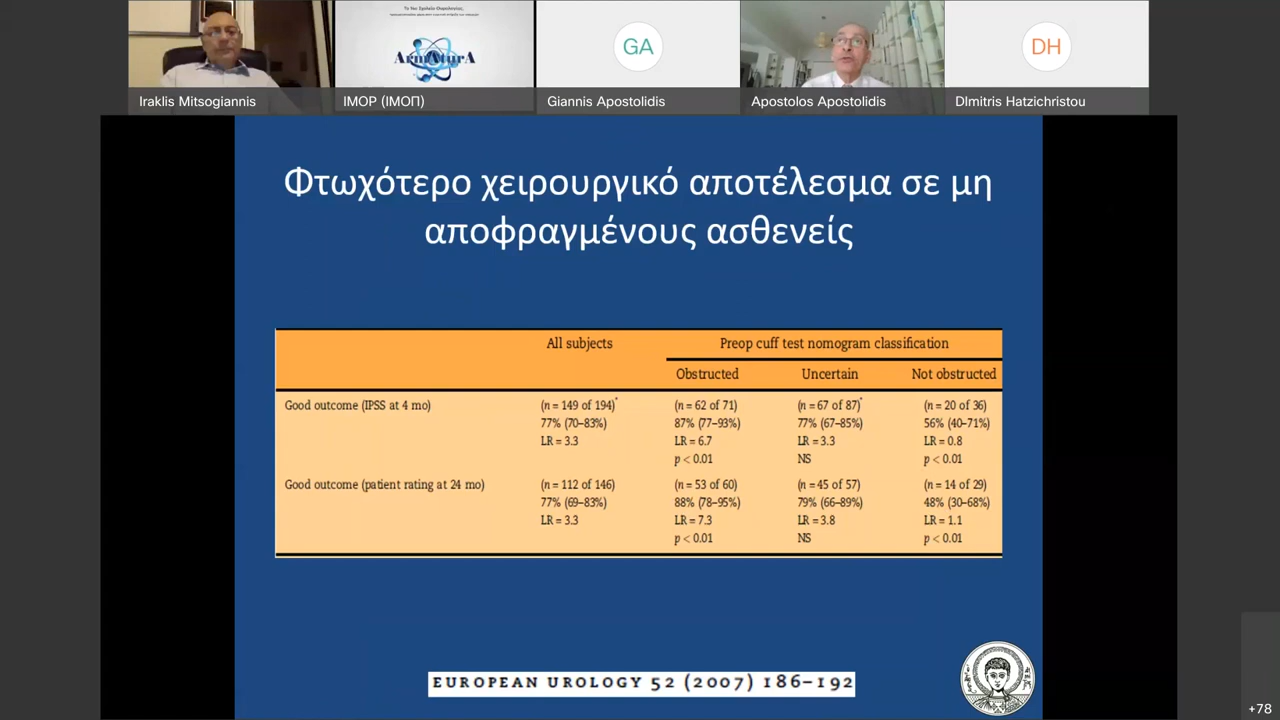 Το 9ο Σχολείο Ουρολογίας,
ArmAturA
GA
DH
Iraklis Mitsogiannis
IMOP (ΙΜΟΠ)
Giannis Apostolidis
Apostolos Apostolidis
DImitris Hatzichristou
Φτωχότερο χειρουργικό αποτέλεσμα σε μη
αποφραγμένους ασθενείς
All subjects
Preop cuff test nomogram classification
Obstructed
Uncertain
Not obstructed
Good outcome (IPSS at 4 mo)
(n = 149 of 194)*
(n = 62 of 71)
(n = 67 of 87)*
(n = 20 of 36)
77% (70–83%)
87% (77–93%)
77% (67–85%)
56% (40–71%)
LR = 3.3
LR = 6.7
LR = 3.3
LR = 0.8
p < 0.01
NS
p < 0.01
Good outcome (patient rating at 24 mo)
(n = 112 of 146)
(n = 53 of 60)
(n = 45 of 57)
(n = 14 of 29)
77% (69–83%)
88% (78–95%)
79% (66–89%)
48% (30–68%)
LR = 3.3
LR = 7.3
LR = 3.8
LR = 1.1
p < 0.01
NS
p < 0.01
EUROPEAN UROLOGY 52 (2007) 186–192
+78